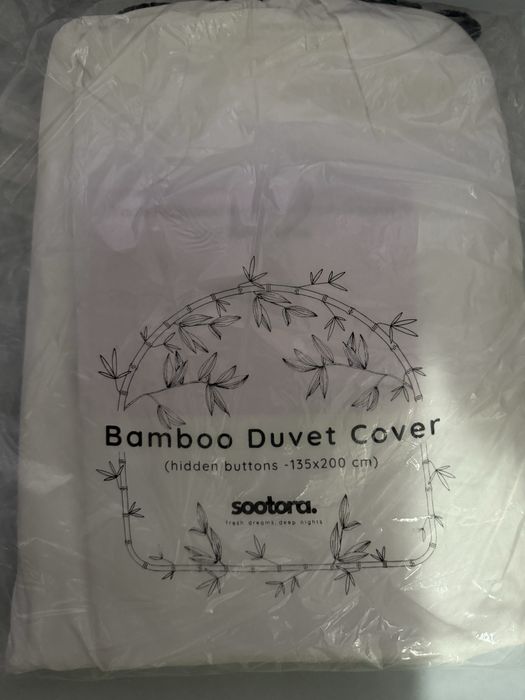 Bamboo Duvet Cover
(hidden buttons -135x200 cm)
sootora.
fresh dreams, deep nights